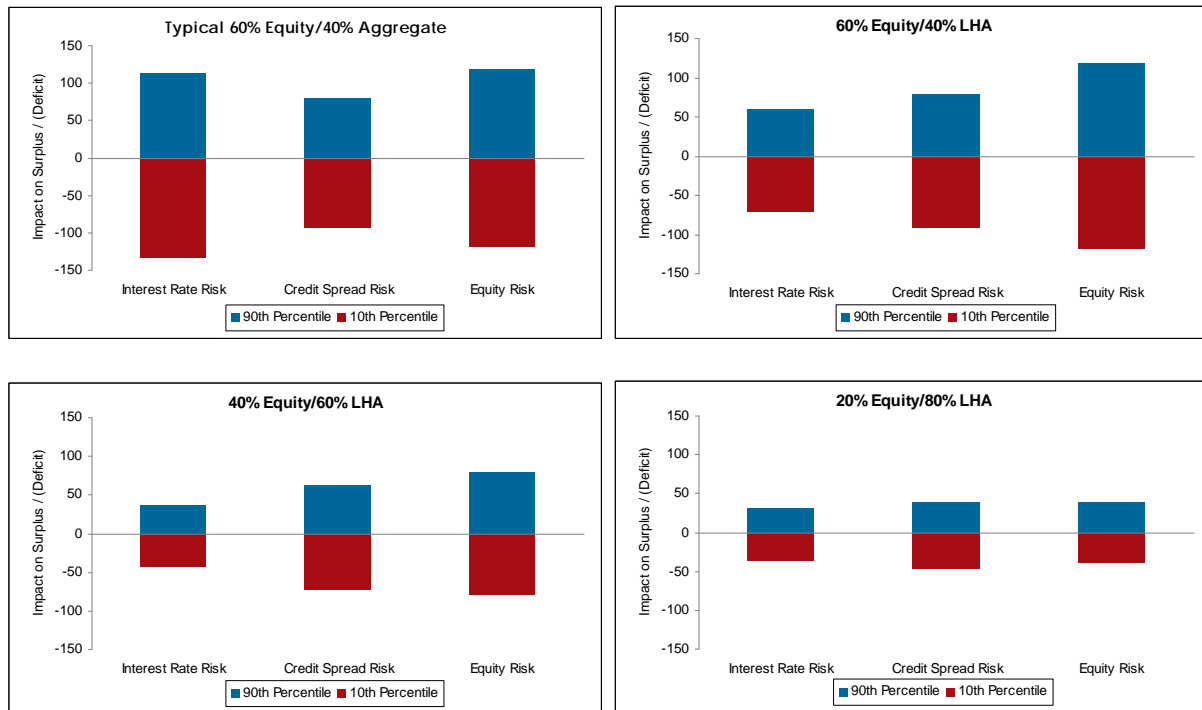 Typical 60% Equity/40% Aggregate
150
100
50
0
-50
-100
-150
Impact on Surplus / (Deficit)
Interest Rate Risk Credit Spread Risk Equity Risk
90th Percentile 10th Percentile
60% Equity/40% LHA
150
100
50
0
-50
-100
-150
Impact on Surplus / (Deficit)
Interest Rate Risk Credit Spread Risk Equity Risk
90th Percentile 10th Percentile
40% Equity/60% LHA
150
100
50
0
-50
-100
-150
Impact on Surplus / (Deficit)
Interest Rate Risk Credit Spread Risk Equity Risk
90th Percentile 10th Percentile
20% Equity/80% LHA
150
100
50
0
-50
-100
-150
Impact on Surplus / (Deficit)
Interest Rate Risk Credit Spread Risk Equity Risk
90th Percentile 10th Percentile